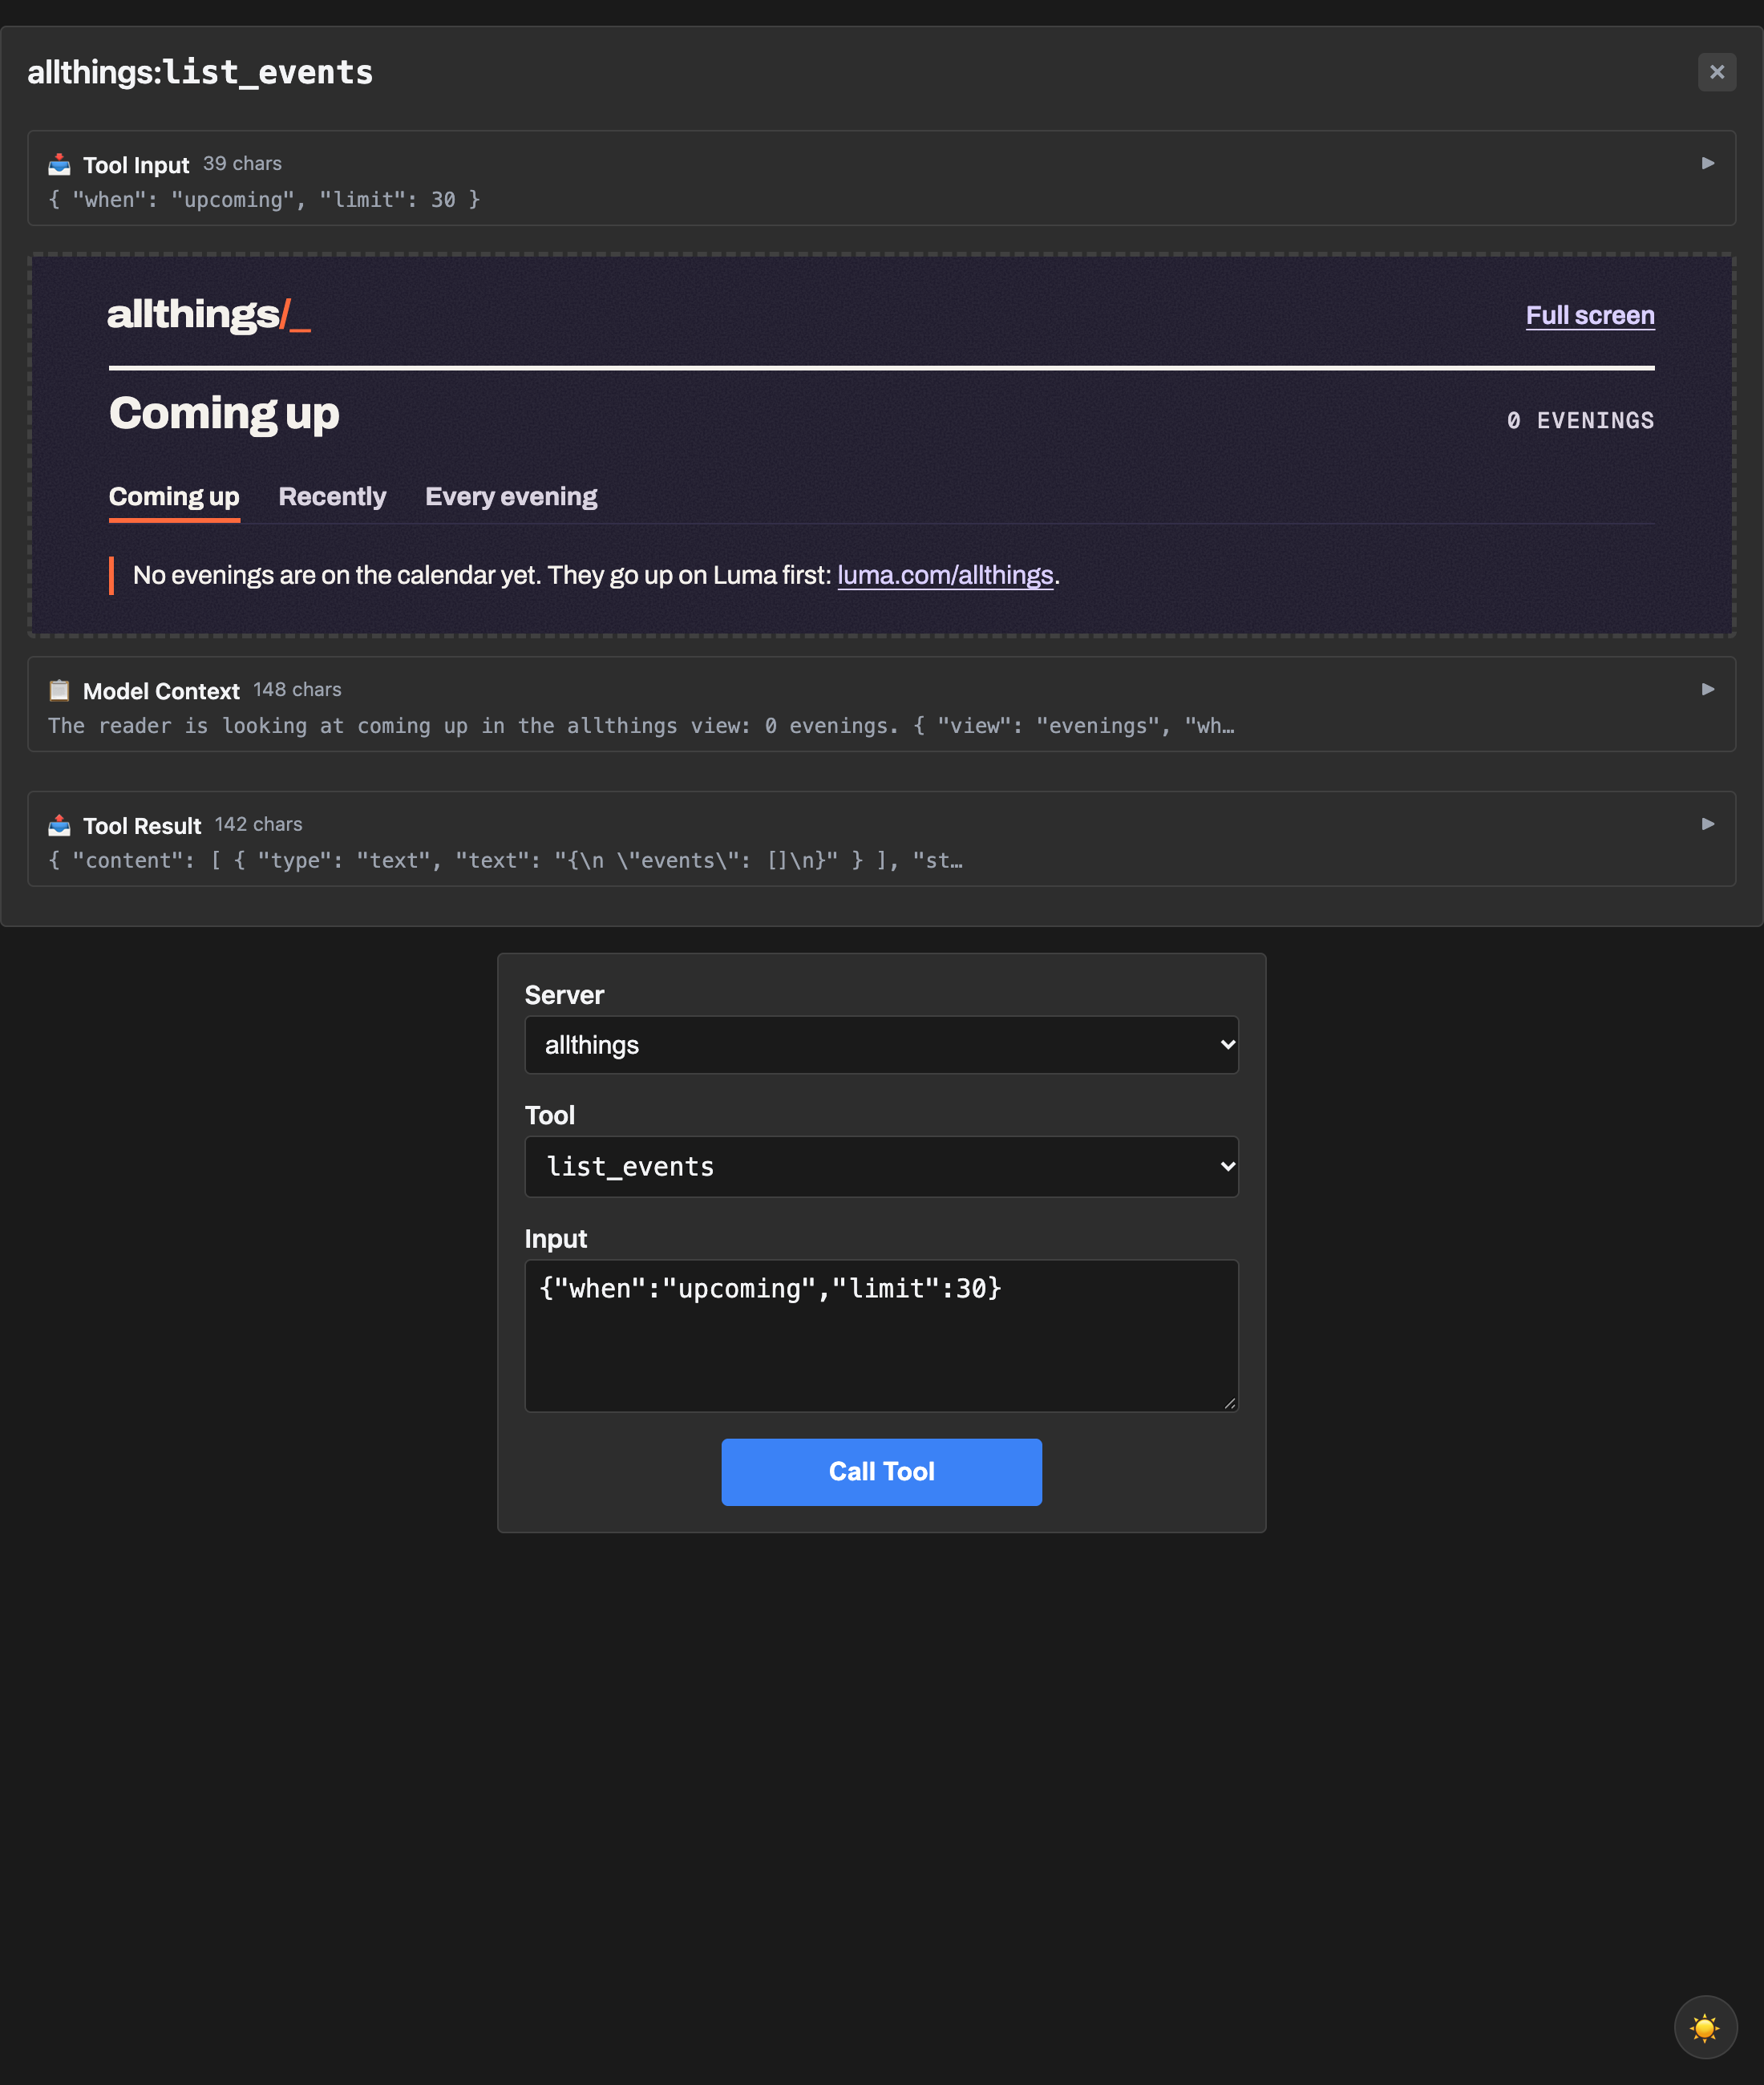 allthings:list_events
×
📥 Tool Input 39 chars ▶
{ "when": "upcoming", "limit": 30 }
allthings/_
Full screen
Coming up
0 EVENINGS
Coming up Recently Every evening
No evenings are on the calendar yet. They go up on Luma first: luma.com/allthings.
📋 Model Context 148 chars ▶
The reader is looking at coming up in the allthings view: 0 evenings. { "view": "evenings", "wh…
📤 Tool Result 142 chars ▶
{ "content": [ { "type": "text", "text": "{\n \"events\": []\n}" } ], "st…
Server
allthings
Tool
list_events
Input
{"when":"upcoming","limit":30}
Call Tool